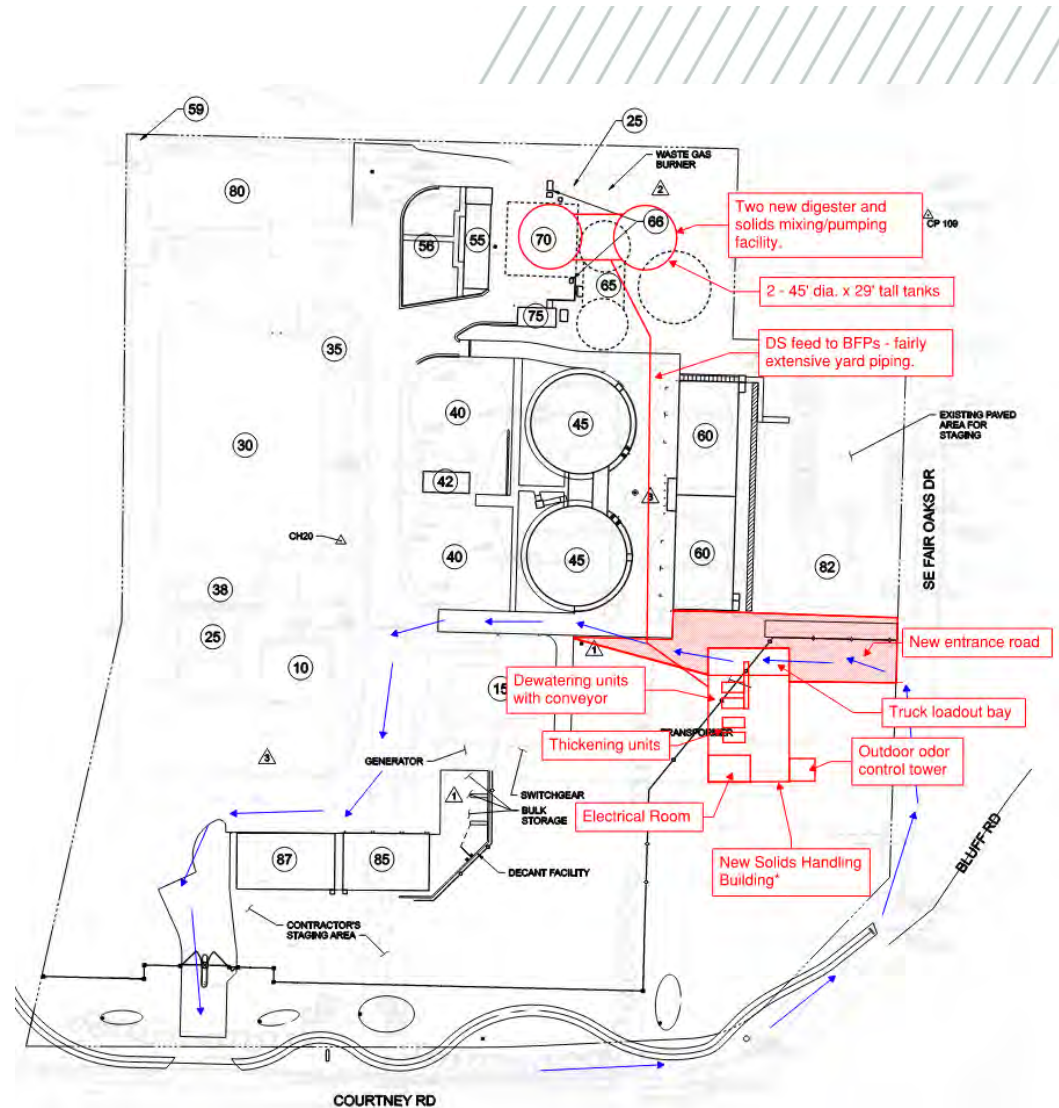 59
25
WASTE GAS
BURNER
2
80
Two new digester and
solids mixing/pumping
facility.
CP 109
66
70
56
55
2 - 45' dia. x 29' tall tanks
65
75
DS feed to BFPs - fairly
extensive yard piping.
35
40
45
60
EXISTING PAVED
AREA FOR
STAGING
30
42
3
SE FAIR OAKS DR
CH20
40
45
60
82
38
25
1
New entrance road
10
15
Dewatering units
with conveyor
Truck loadout bay
TRANSFORMER
Thickening units
3
GENERATOR
Outdoor odor
control tower
SWITCHGEAR
1
BULK
STORAGE
Electrical Room
BLUFF RD
87
85
DECANT FACILITY
New Solids Handling
Building*
CONTRACTOR'S
STAGING AREA
COURTNEY RD